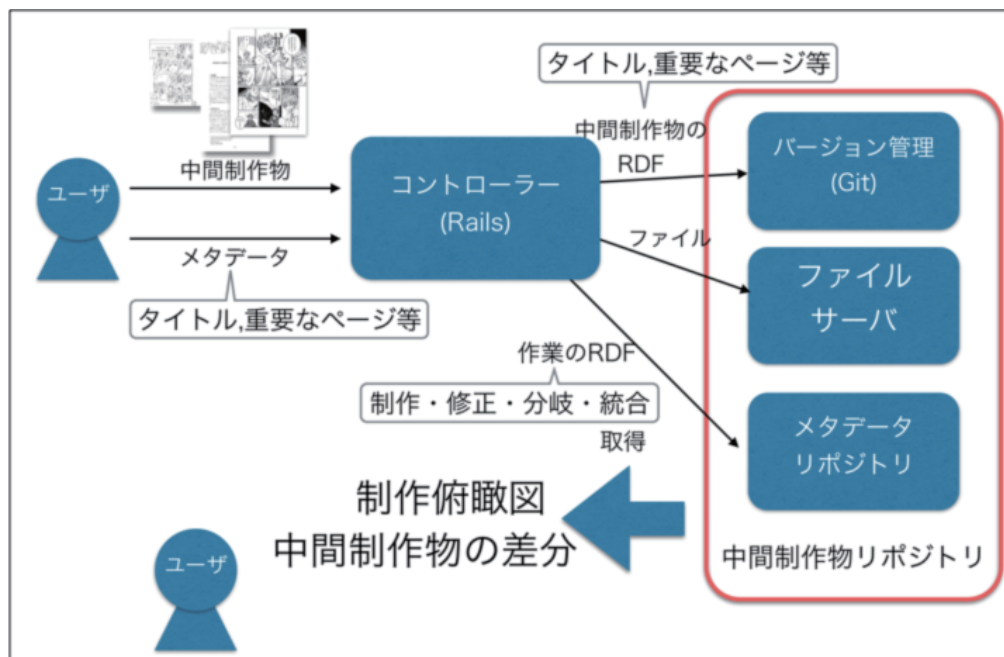 タイトル,重要なページ等
中間制作物の
RDF
バージョン管理
(Git)
ユーザ
中間制作物
コントローラー
(Rails)
ファイル
メタデータ
タイトル,重要なページ等
ファイル
サーバ
作業のRDF
制作・修正・分岐・統合
取得
メタデータ
リポジトリ
制作俯瞰図
中間制作物の差分
中間制作物リポジトリ
ユーザ